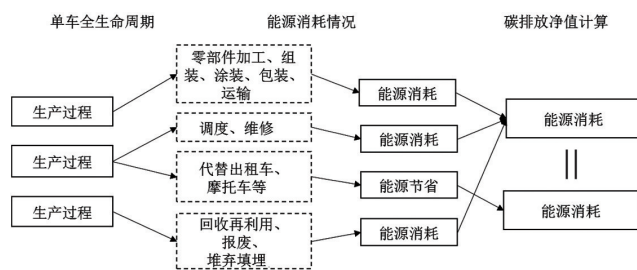 单车全生命周期
能源消耗情况
碳排放净值计算
零部件加工、组
装、涂装、包装、
运输
生产过程
能源消耗
能源消耗
调度、维修
能源消耗
生产过程
代替出租车、
摩托车等
能源节省
生产过程
能源消耗
回收再利用、
报废、
堆弃填埋
能源消耗